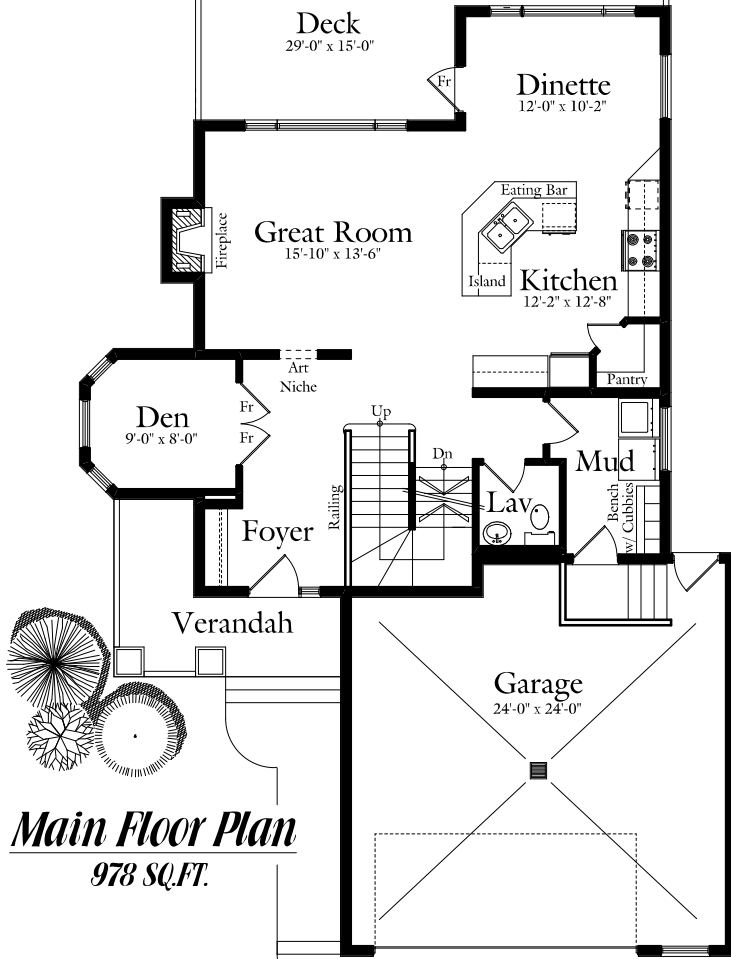 Deck
29'-0" x 15'-0"
Fr
Dinette
12'-0" x 10'-2"
Eating Bar
Fireplace
Great Room
15'-10" x 13'-6"
Island
Kitchen
12'-2" x 12'-8"
Art
Niche
Pantry
Den
9'-0" x 8'-0"
Fr
Fr
Up
Dn
Mud
Lav
Bench
w/ Cubbies
Railing
Foyer
Verandah
Garage
24'-0" x 24'-0"
Main Floor Plan
978 SQ.FT.